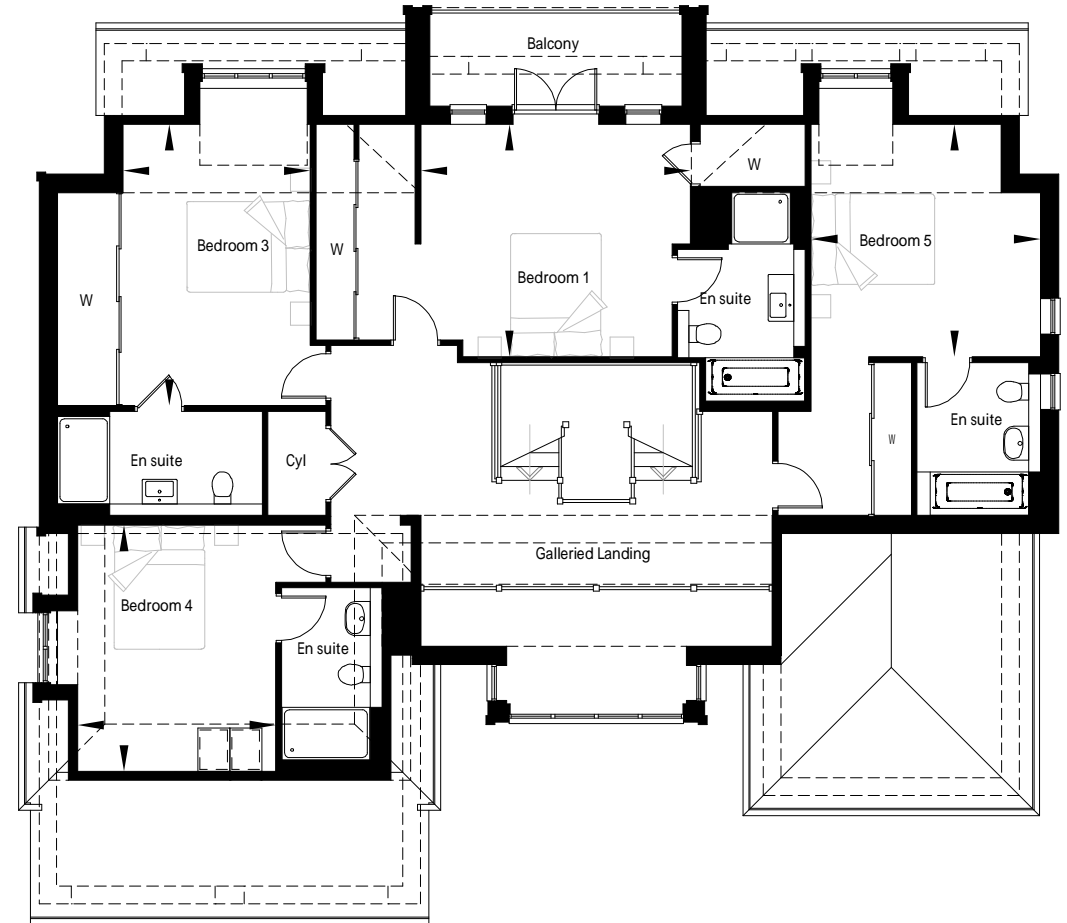 Balcony
W
Bedroom 3
W
Bedroom 1
Bedroom 5
W
En suite
En suite
W
En suite
Cyl
Galleried Landing
Bedroom 4
En suite